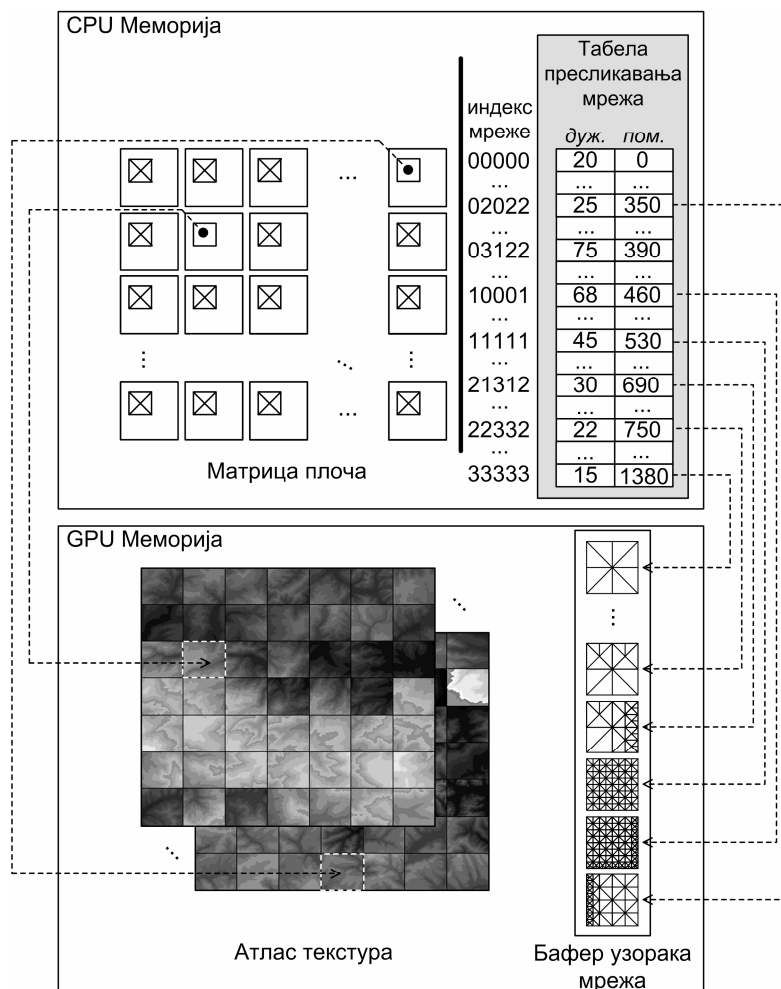 CPU Меморија
Табела
пресликавања
мрежа
индекс
мреже
дуж. пом.
00000 20 0
... ... ...
02022 25 350
... ... ...
03122 75 390
... ... ...
10001 68 460
... ... ...
11111 45 530
... ... ...
21312 30 690
... ... ...
22332 22 750
... ... ...
33333 15 1380
...
...
...
...
...
Матрица плоча
GPU Меморија
...
...
...
Атлас текстура
Бафер узорака
мрежа